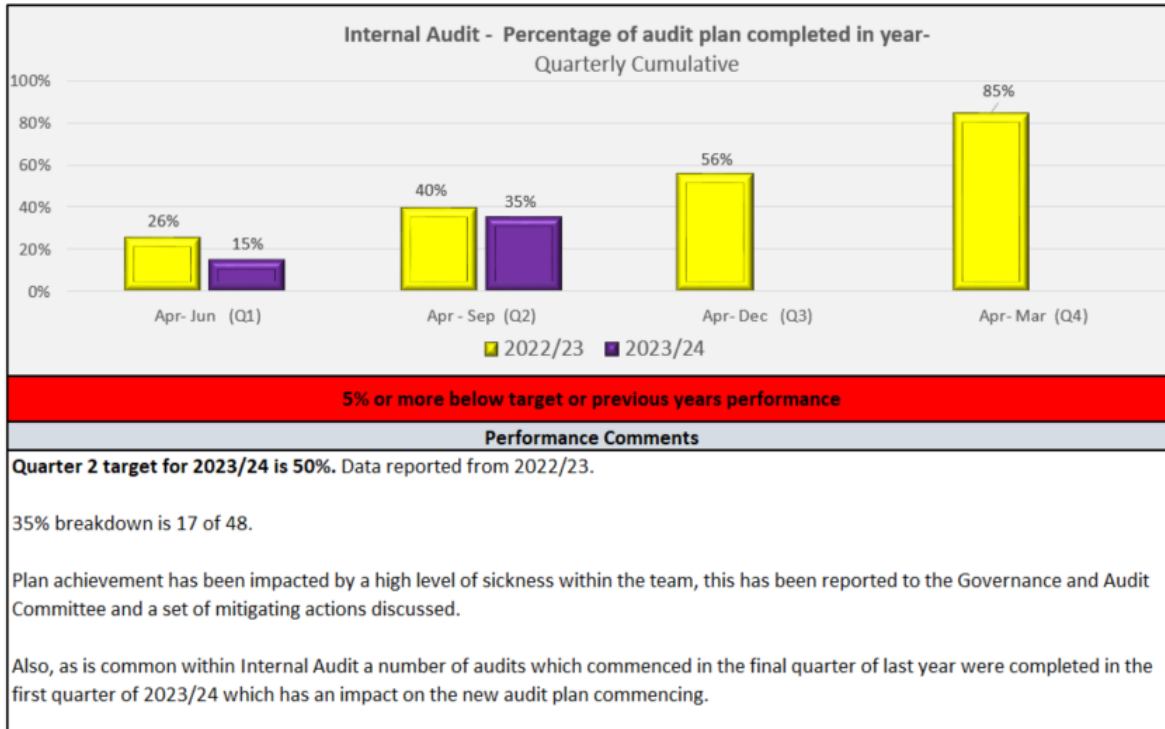 Internal Audit -  Percentage of audit plan completed in year-
Quarterly Cumulative
100%
80%
60%
40%
20%
0%
26%
15%
40%
35%
56%
85%
Apr- Jun  (Q1)
Apr - Sep (Q2)
Apr- Dec  (Q3)
Apr- Mar (Q4)
2022/23
2023/24
5% or more below target or previous years performance
Performance Comments
Quarter 2 target for 2023/24 is 50%. Data reported from 2022/23.
35% breakdown is 17 of 48.
Plan achievement has been impacted by a high level of sickness within the team, this has been reported to the Governance and Audit
Committee and a set of mitigating actions discussed.
Also, as is common within Internal Audit a number of audits which commenced in the final quarter of last year were completed in the
first quarter of 2023/24 which has an impact on the new audit plan commencing.